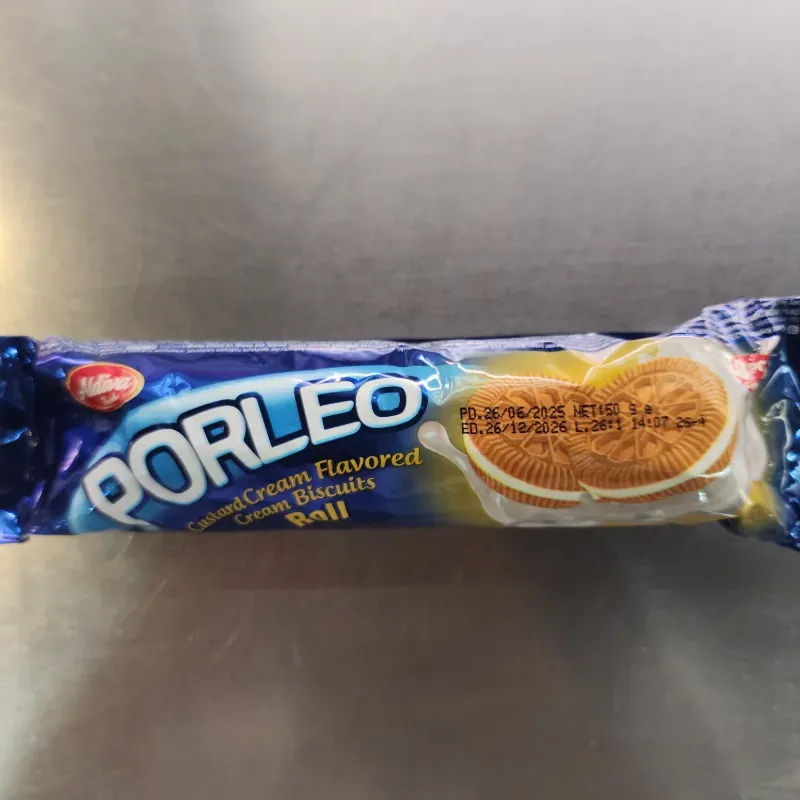 Nativa
PORLEO
Custard Cream Flavored
Cream Biscuits
Roll
PD.26/06/2025 NET:50 g e
ED.26/12/2026 L.26:1 14:07 26-4